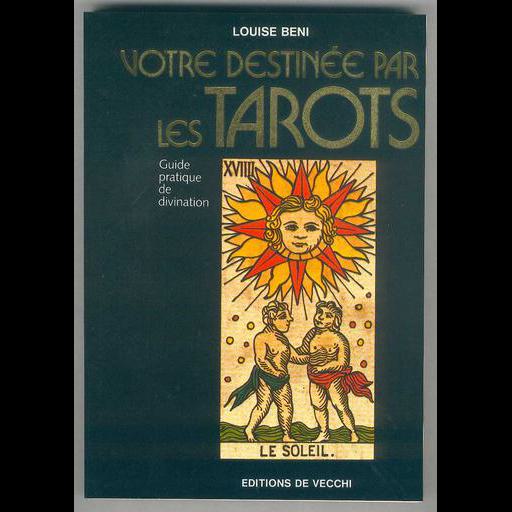 LOUISE BENI
VOTRE DESTINÉE PAR
LES TAROTS
Guide
pratique
de
divination
XVIIII
LE SOLEIL.
EDITIONS DE VECCHI